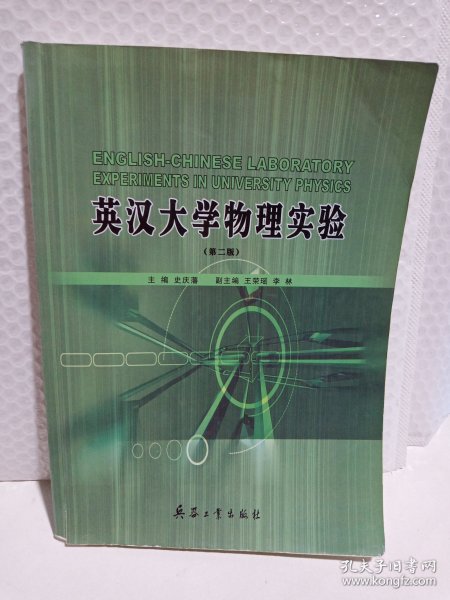 ENGLISH-CHINESE LABORATORY
EXPERIMENTS IN UNIVERSITY PHYSICS
英汉大学物理实验
（第二版）
主 编 史庆藩 副主编 王荣瑶 李 林
兵器工业出版社
孔夫子旧书网
www.kongfz.com